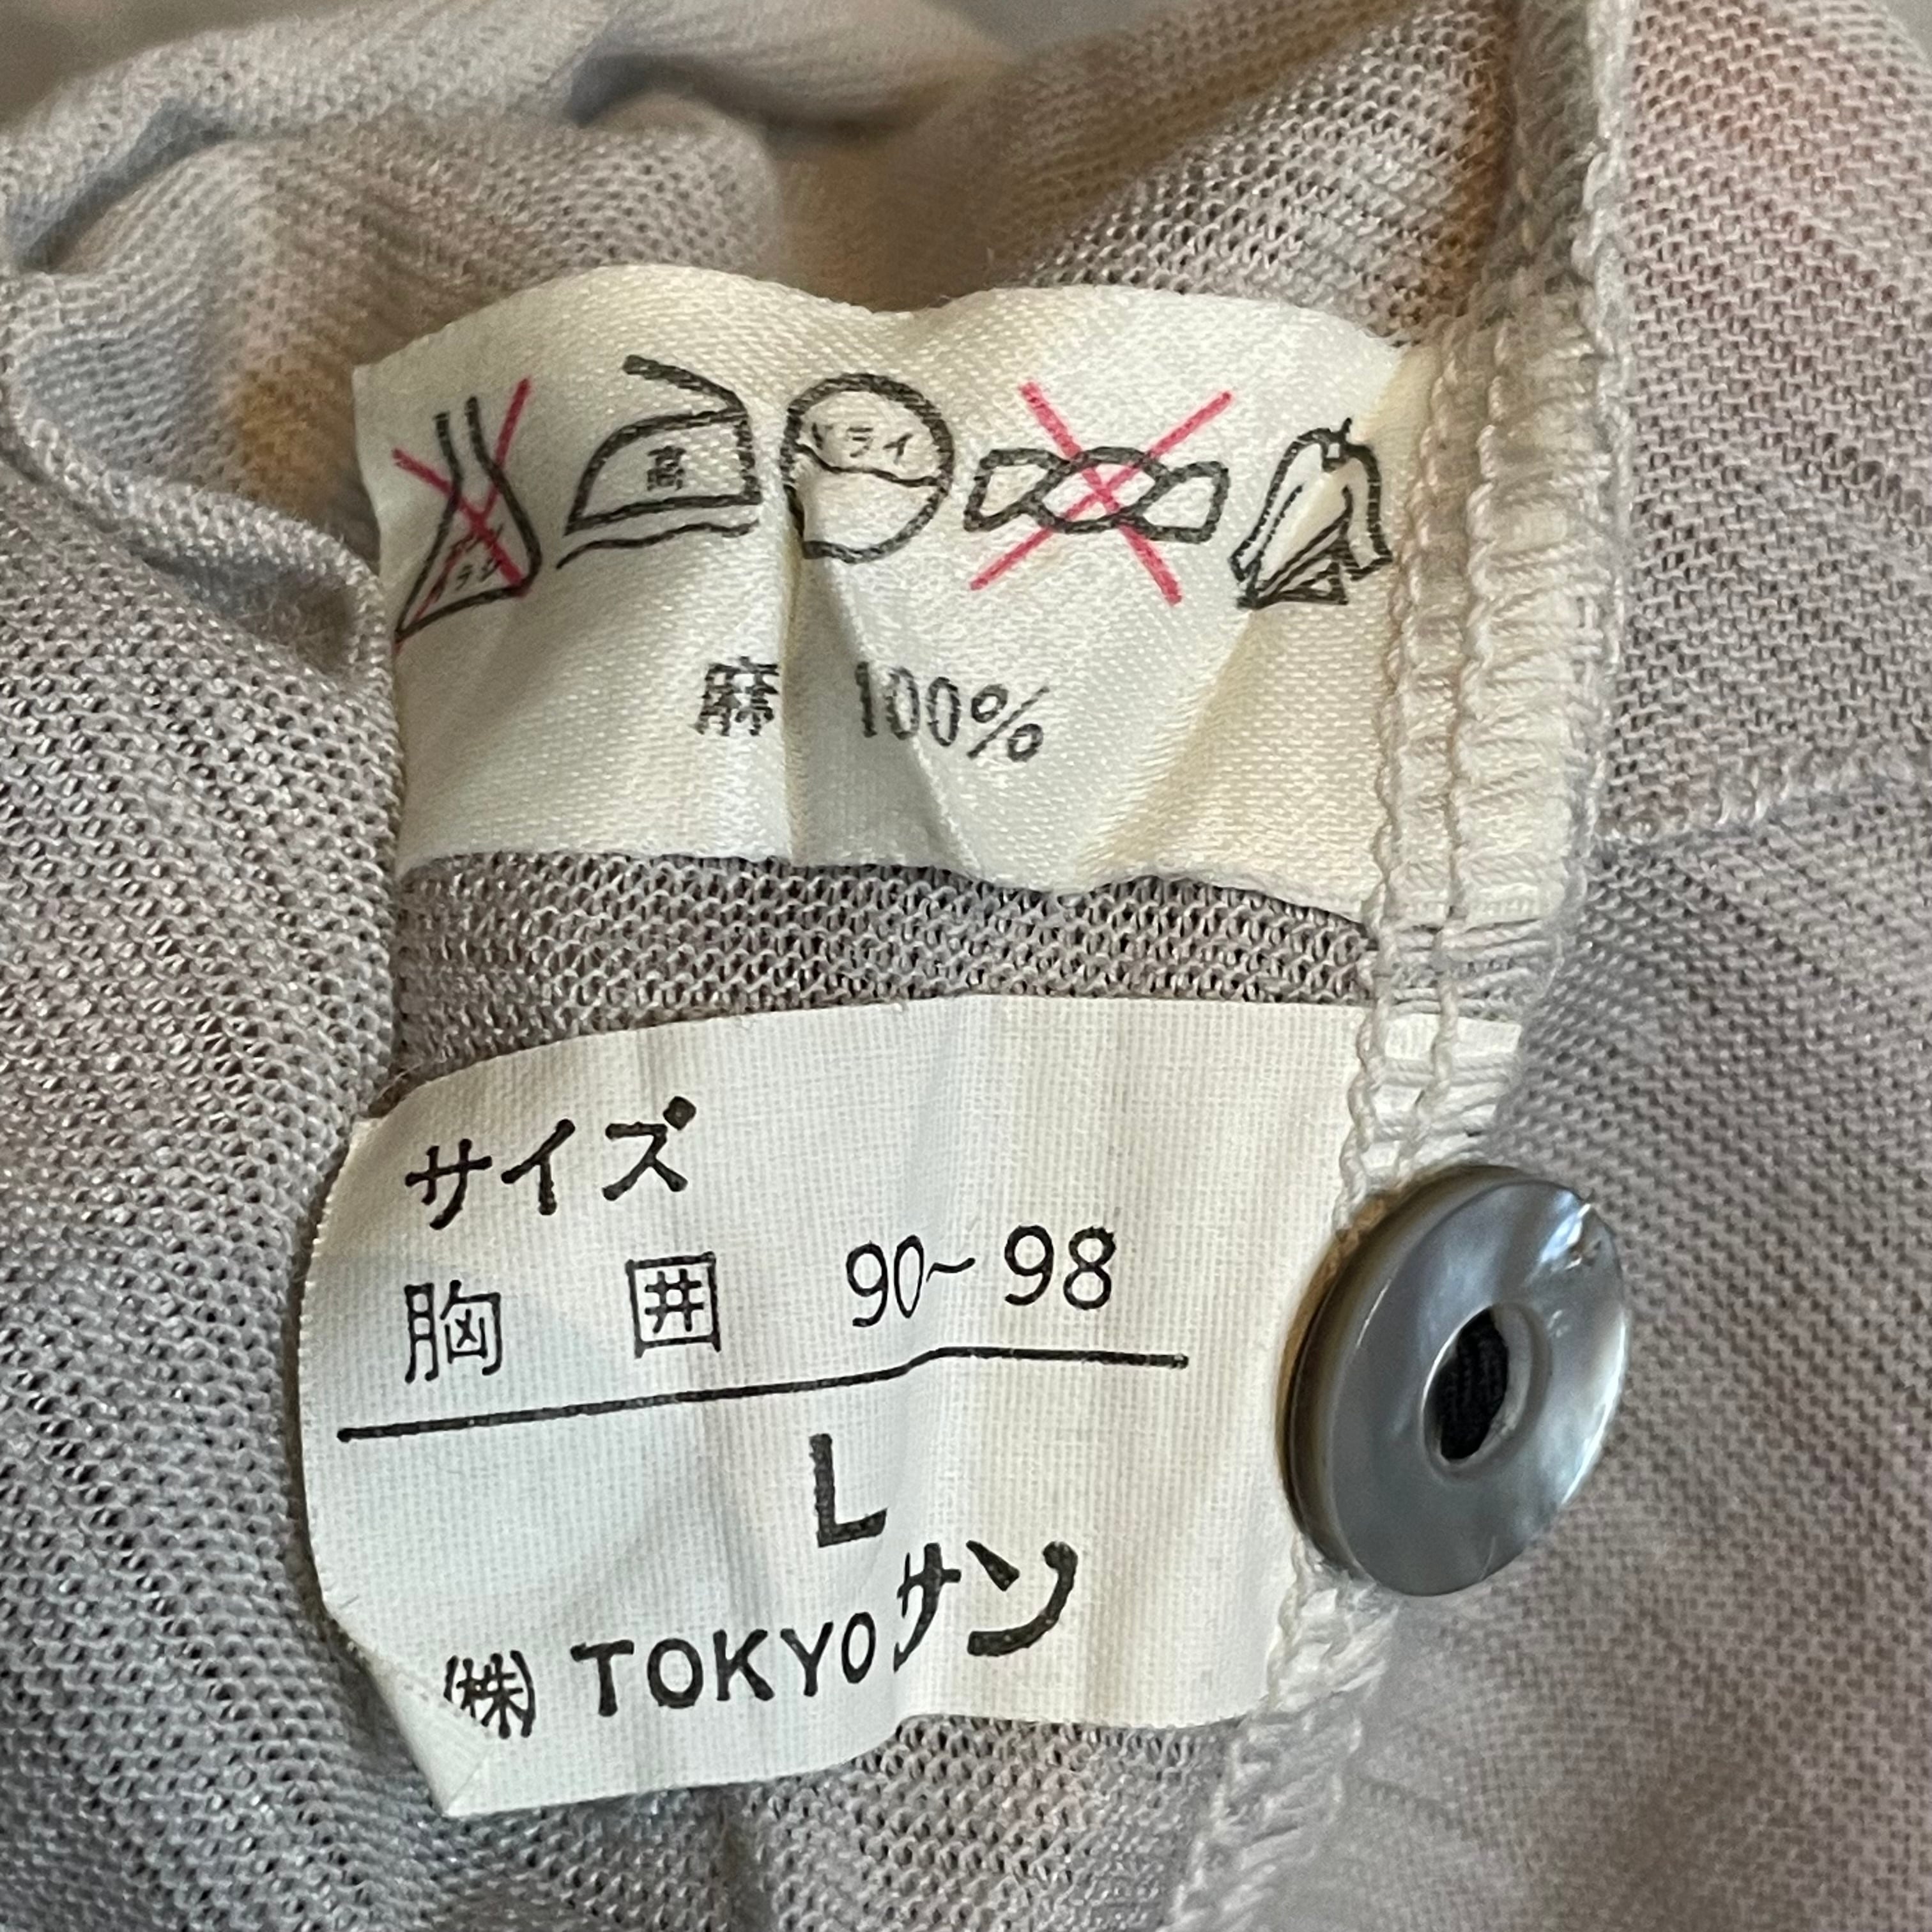 高
ドライ
麻 100%
サイズ
胸 囲 90~98
L
㈱ TOKYOサン